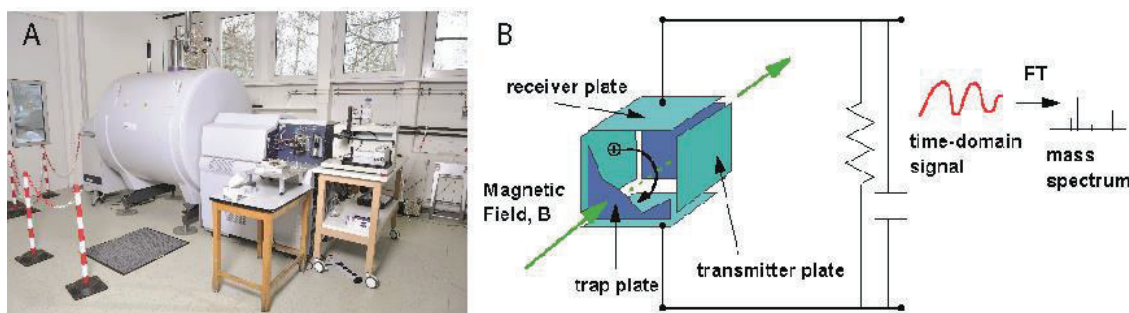 A
B
receiver plate
Magnetic
Field, B
trap plate
transmitter plate
time-domain
signal
FT
mass
spectrum